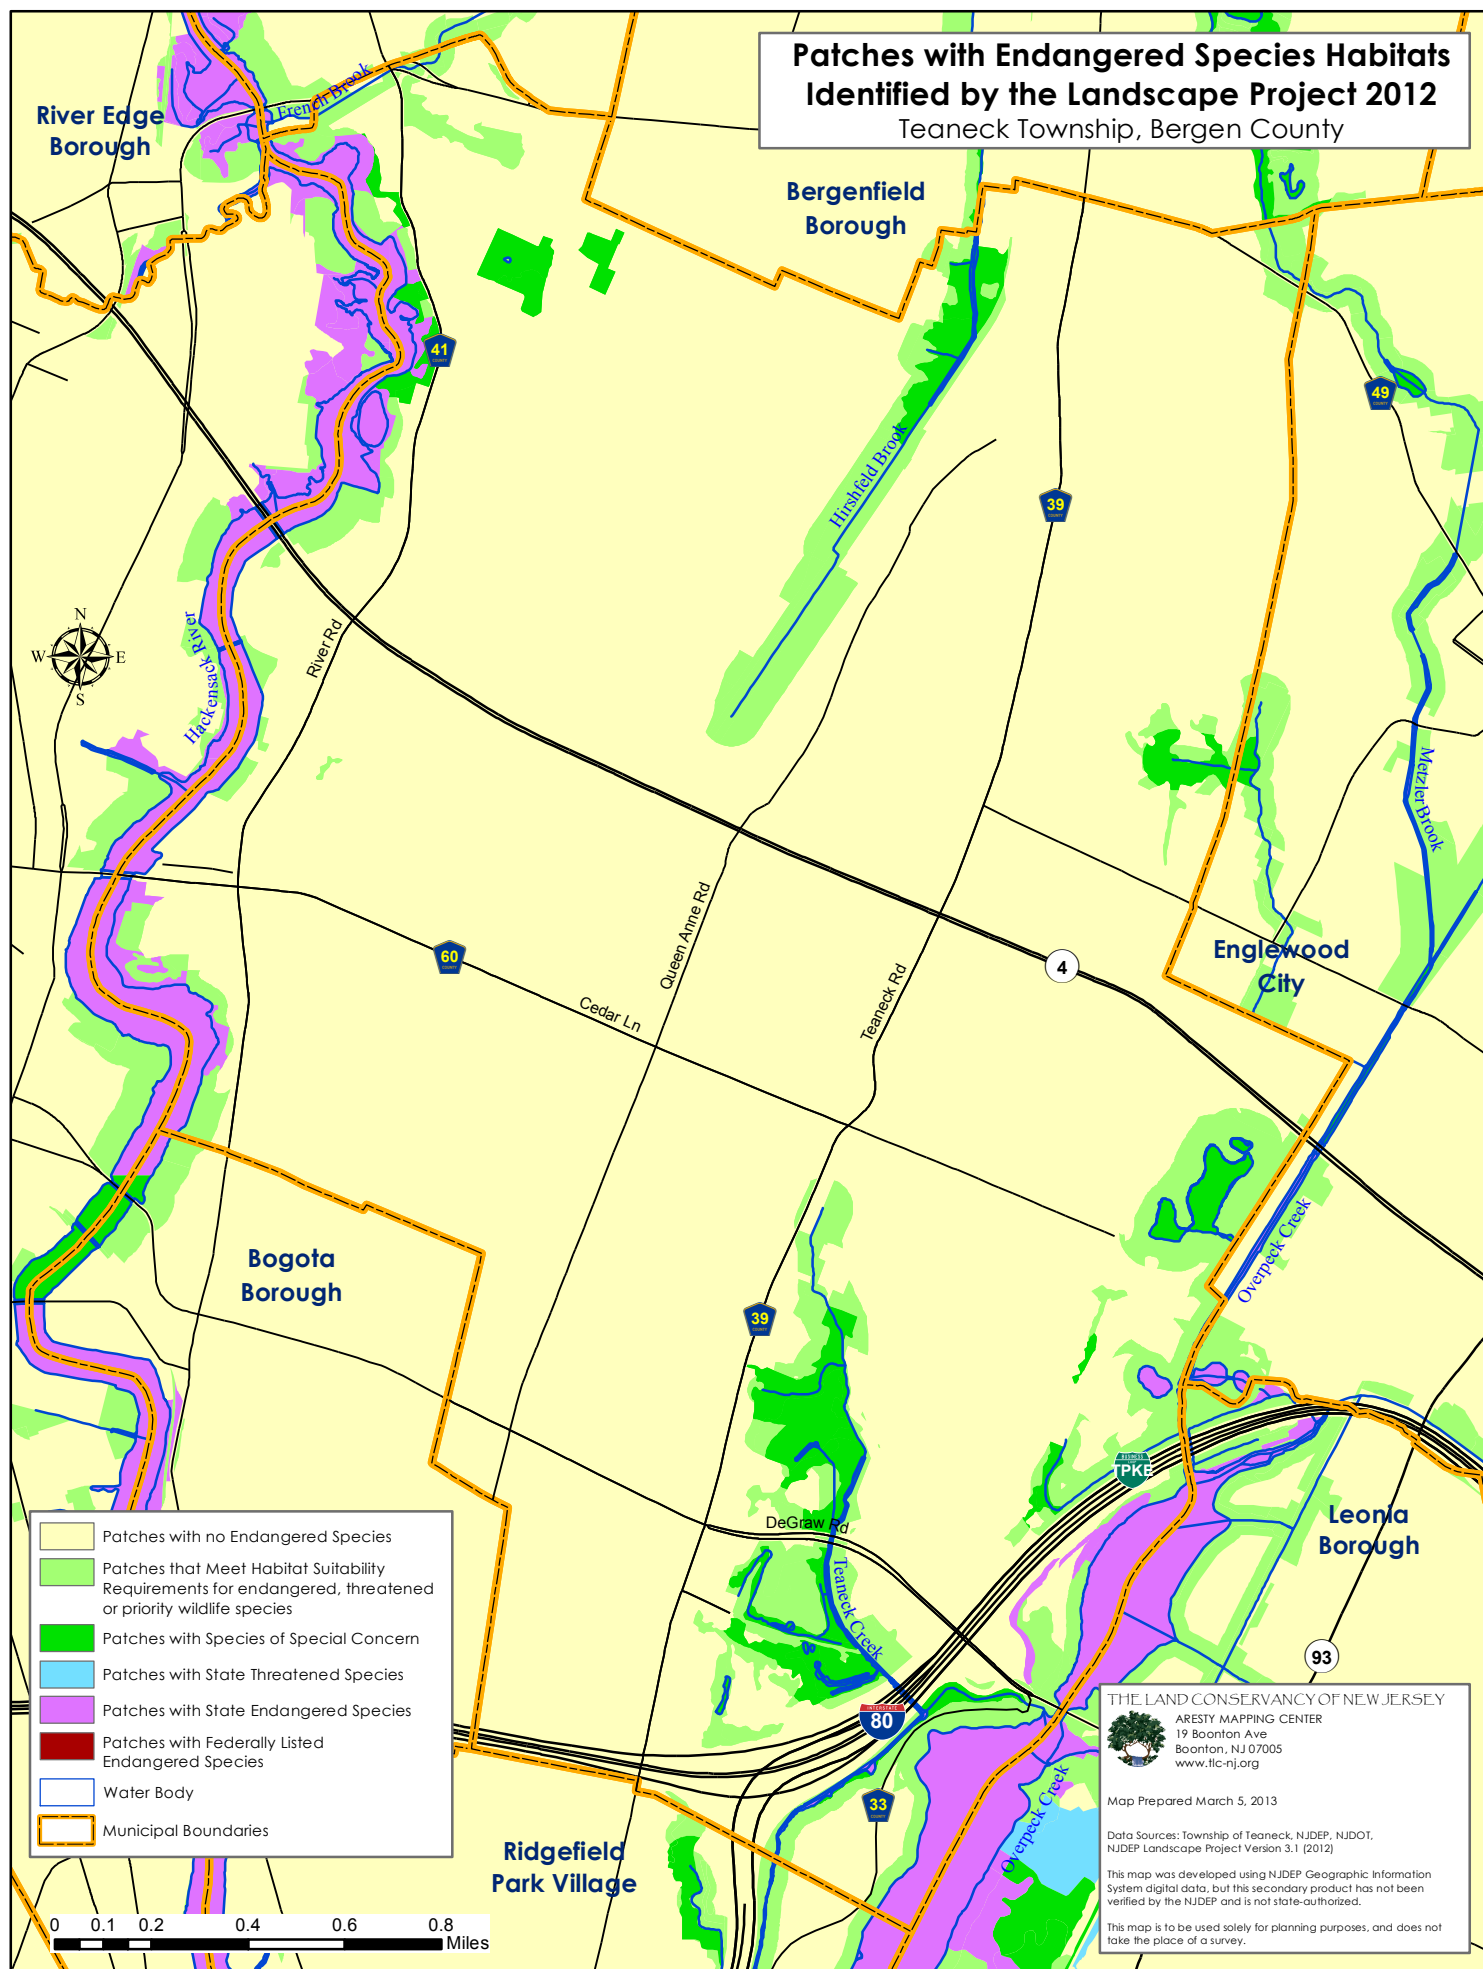 Patches with Endangered Species Habitats
Identified by the Landscape Project 2012
Teaneck Township, Bergen County
River Edge
Borough
French Brook
Bergenfield
Borough
41
COUNTY
49
COUNTY
39
COUNTY
Hirshfeld Brook
N
W
E
S
Hackensack River
River Rd
Metzler Brook
Queen Anne Rd
60
COUNTY
Cedar Ln
Teaneck Rd
4
Englewood
City
Overpeck Creek
Bogota
Borough
39
COUNTY
TPKE
Leonia
Borough
DeGraw Rd
Teaneck Creek
93
INTERSTATE
80
33
COUNTY
Overpeck Creek
Ridgefield
Park Village
Patches with no Endangered Species
Patches that Meet Habitat Suitability
Requirements for endangered, threatened
or priority wildlife species
Patches with Species of Special Concern
Patches with State Threatened Species
Patches with State Endangered Species
Patches with Federally Listed
Endangered Species
Water Body
Municipal Boundaries
0 0.1 0.2 0.4 0.6 0.8
Miles
THE LAND CONSERVANCY OF NEW JERSEY
ARESTY MAPPING CENTER
19 Boonton Ave
Boonton, NJ 07005
www.tlc-nj.org
Map Prepared March 5, 2013
Data Sources: Township of Teaneck, NJDEP, NJDOT,
NJDEP Landscape Project Version 3.1 (2012)
This map was developed using NJDEP Geographic Information
System digital data, but this secondary product has not been
verified by the NJDEP and is not state-authorized.
This map is to be used solely for planning purposes, and does not
take the place of a survey.